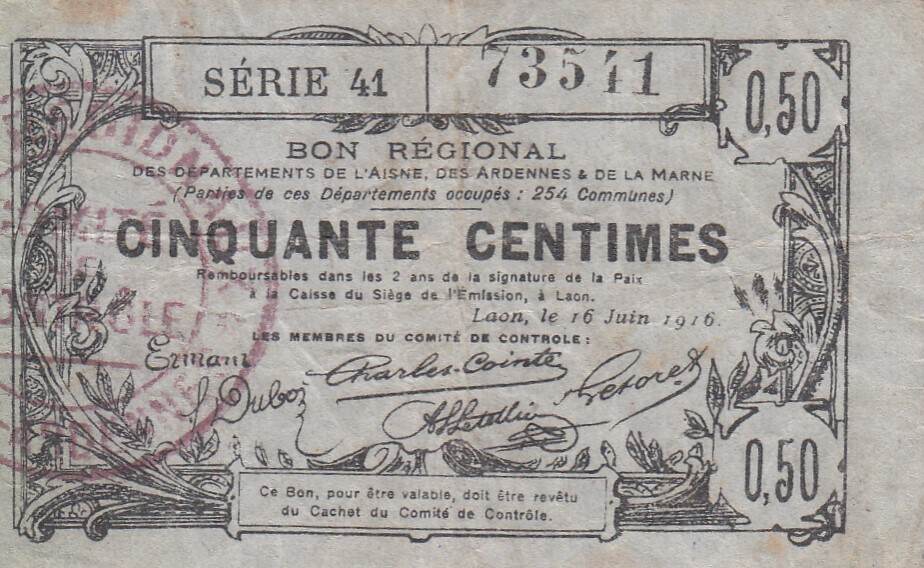 SÉRIE 41
73541
0,50
BON RÉGIONAL
DES DÉPARTEMENTS DE L'AISNE, DES ARDENNES & DE LA MARNE
(Parties de ces Départements occupés : 254 Communes)
CINQUANTE CENTIMES
Remboursables dans les 2 ans de la signature de la Paix
à la Caisse du Siège de l'Émission, à Laon.
Laon, le 16 Juin 1916.
LES MEMBRES DU COMITÉ DE CONTROLE :
Ermant
Charles-Cointe
0,50
Ce Bon, pour être valable, doit être revêtu
du Cachet du Comité de Contrôle.